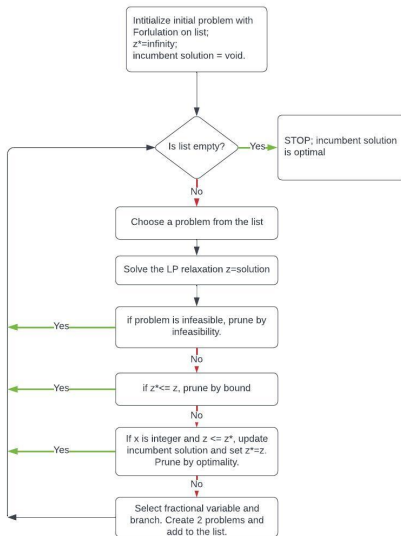 Intitialize initial problem with
Forlulation on list;
z*=infinity;
incumbent solution = void.
Is list empty?
Yes
STOP; incumbent solution
is optimal
No
Choose a problem from the list
Solve the LP relaxation z=solution
if problem is infeasible, prune by
infeasibility.
Yes
No
if z*<= z, prune by bound
Yes
No
If x is integer and z <= z*, update
incumbent solution and set z*=z.
Prune by optimality.
Yes
No
Select fractional variable and
branch. Create 2 problems and
add to the list.